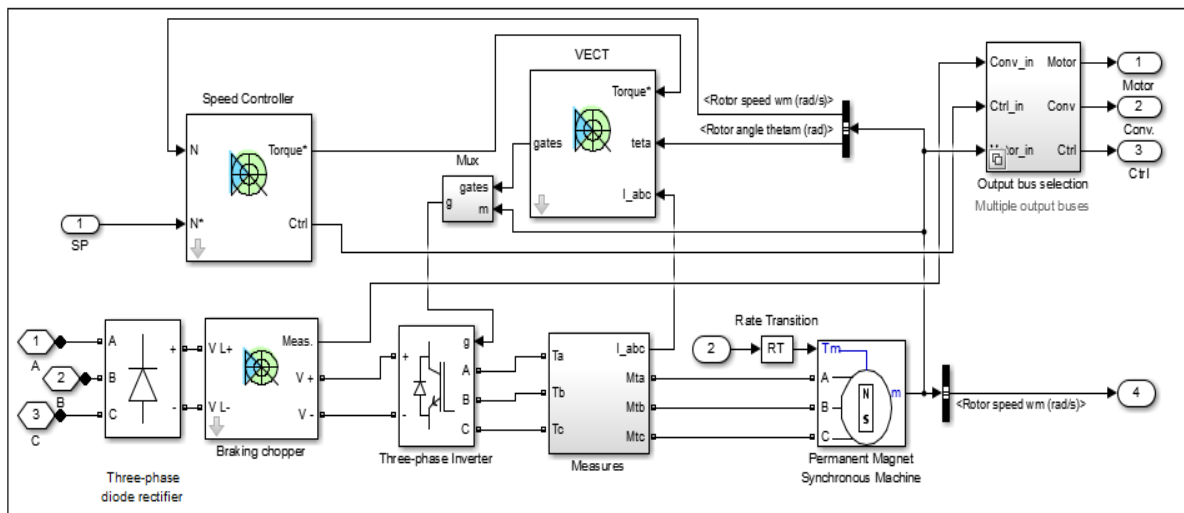 VECT
Speed Controller
N
N*
Torque*
Ctrl
1
SP
Mux
gates
m
g
Torque*
teta
I_abc
gates
<Rotor speed wm (rad/s)>
<Rotor angle thetam (rad)>
Conv_in
Ctrl_in
Motor
Conv
Ctrl
Output bus selection
Multiple output buses
1
Motor
2
Conv.
3
Ctrl
1
A
2
B
3
C
A
B
C
+
-
Three-phase
diode rectifier
V L+
V L-
Meas.
V +
V -
Braking chopper
+
-
g
A
B
C
Three-phase Inverter
Ta
Tb
Tc
I_abc
Mta
Mtb
Mtc
Measures
2
Rate Transition
RT
Tm
A
B
C
N
S
m
Permanent Magnet
Synchronous Machine
<Rotor speed wm (rad/s)>
4